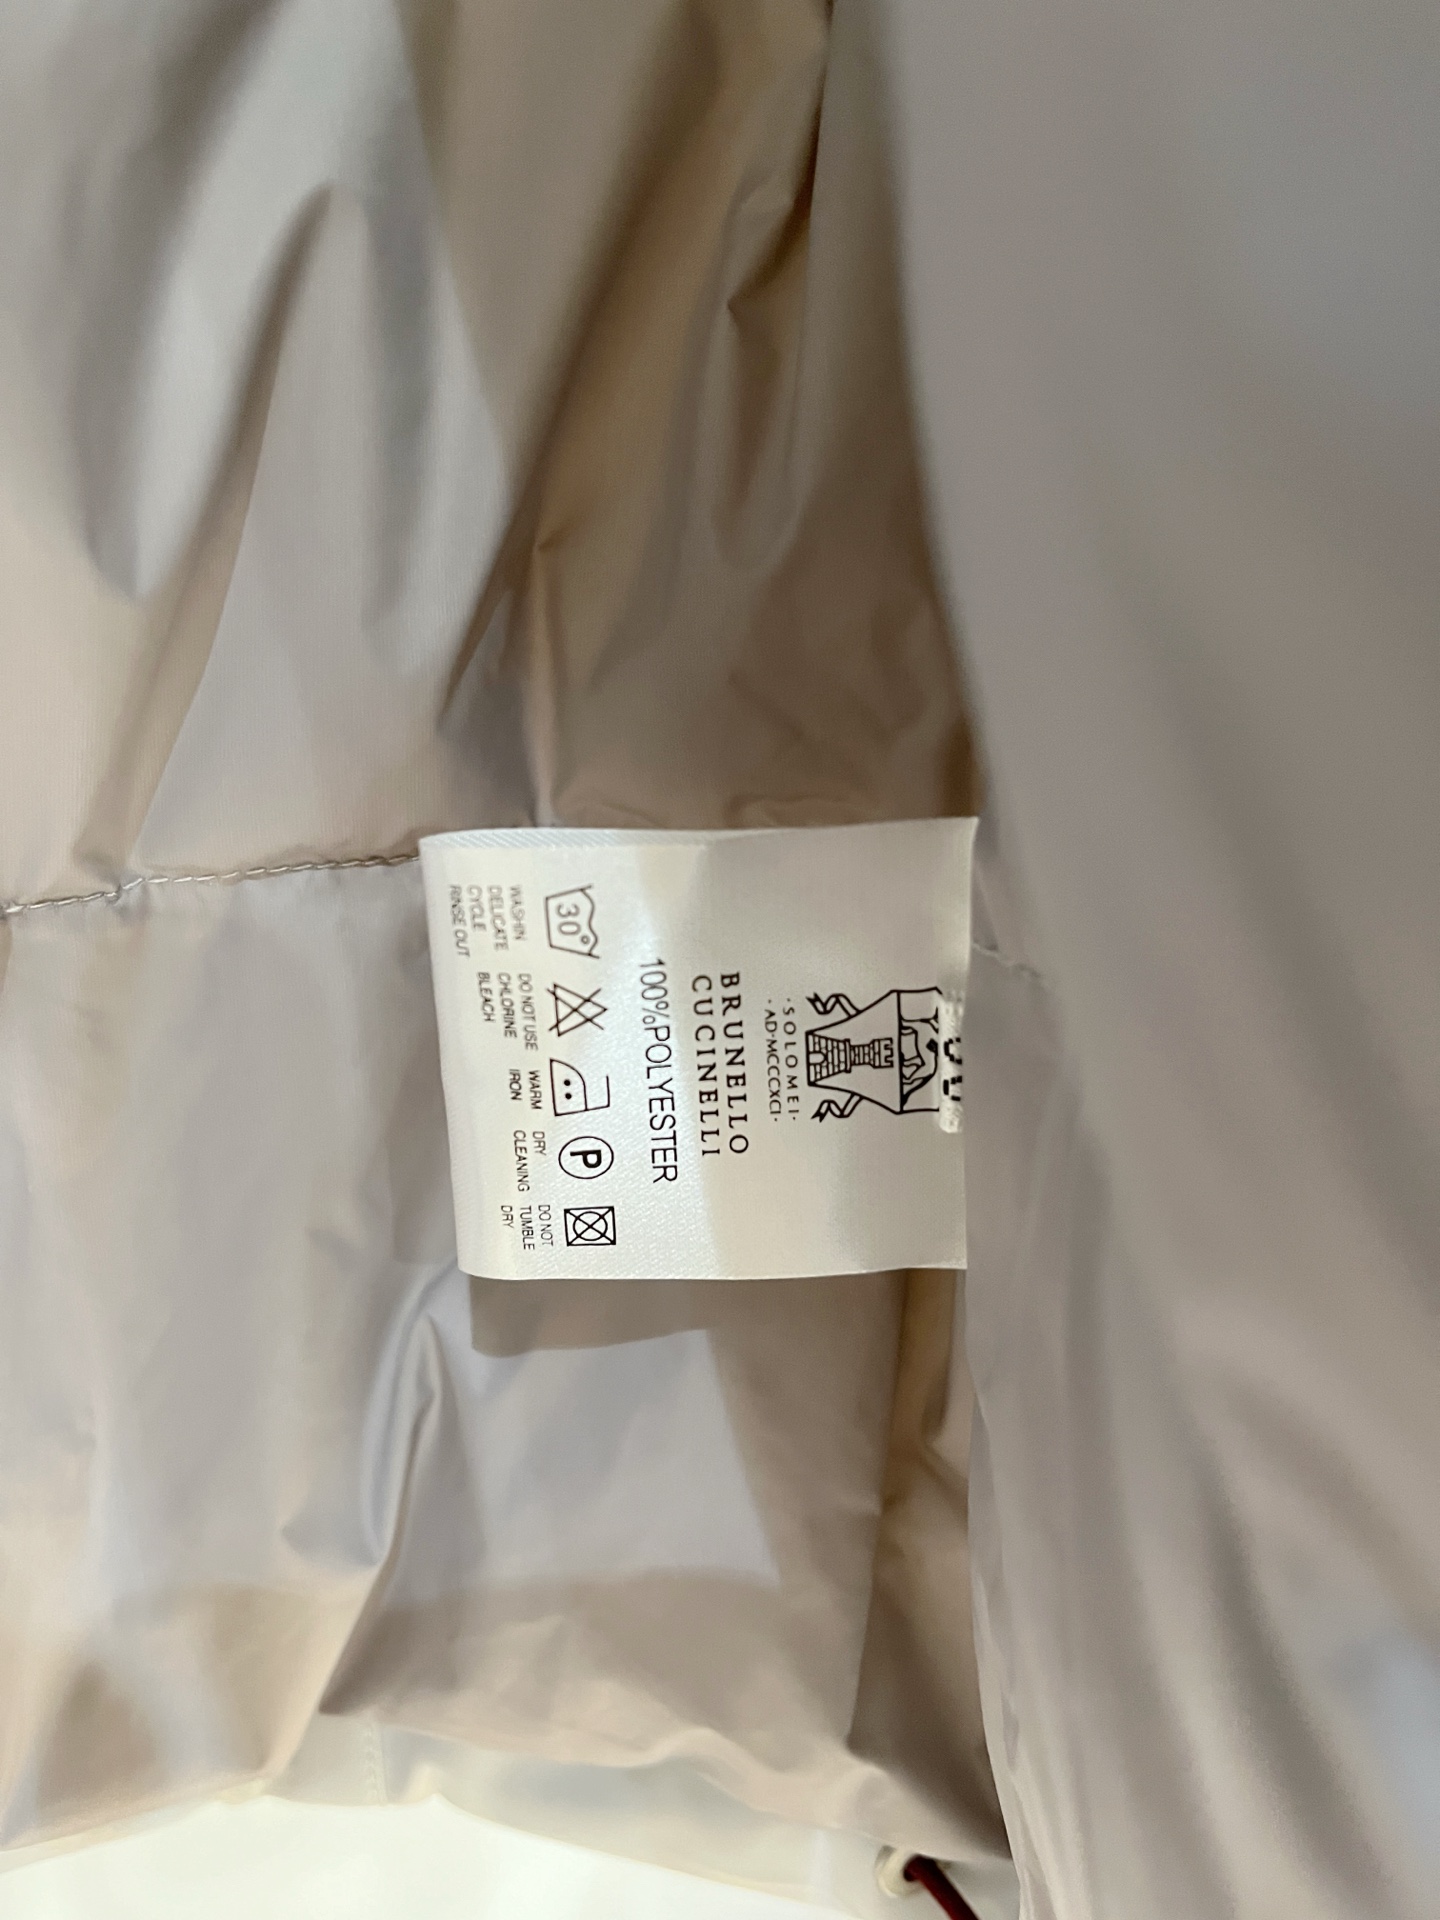 ·SOLOMEI·
·AD·MCCCXCI·
BRUNELLO
CUCINELLI
100%POLYESTER
30°
P
WASH IN
DELICATE
CYCLE
RINSE OUT
DO NOT USE
CHLORINE
BLEACH
WARM
IRON
DRY
CLEANING
DO NOT
TUMBLE
DRY